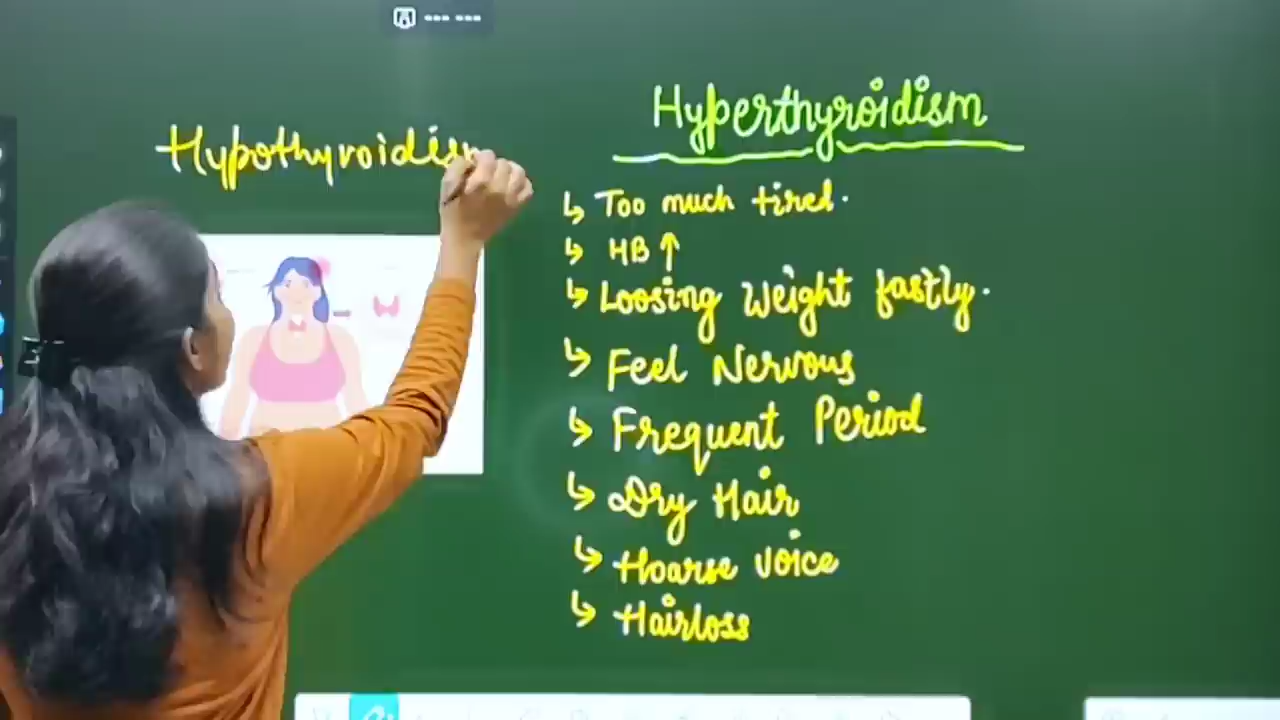 Hypothyroidism
Hyperthyroidism
↳ Too much tired.
↳ HB ↑
↳ Loosing Weight fastly.
↳ Feel Nervous
↳ Frequent Period
↳ Dry Hair
↳ Hoarse voice
↳ Hairloss